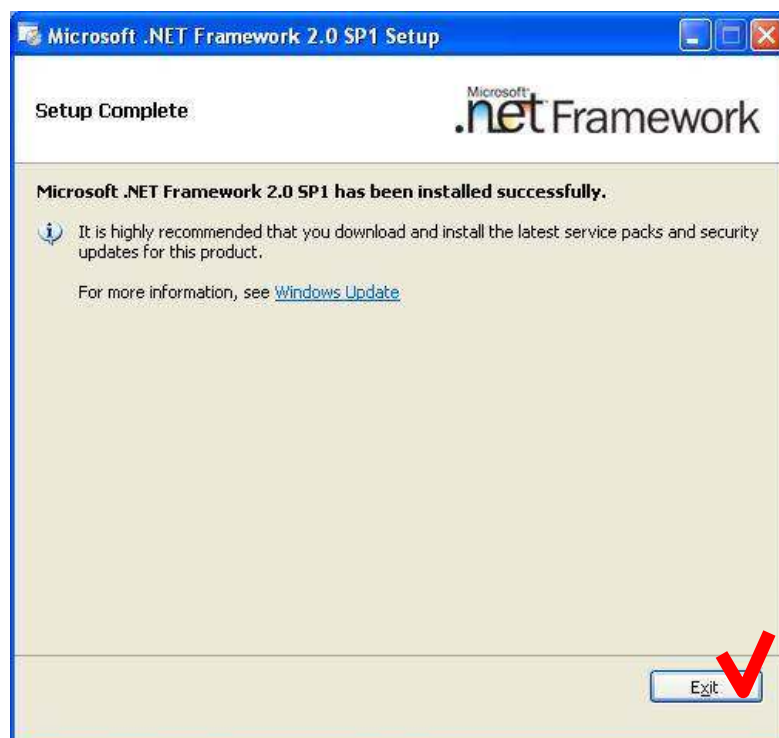 Microsoft .NET Framework 2.0 SP1 Setup
Setup Complete
Microsoft
.net Framework
Microsoft .NET Framework 2.0 SP1 has been installed successfully.
It is highly recommended that you download and install the latest service packs and security
updates for this product.
For more information, see Windows Update
Exit